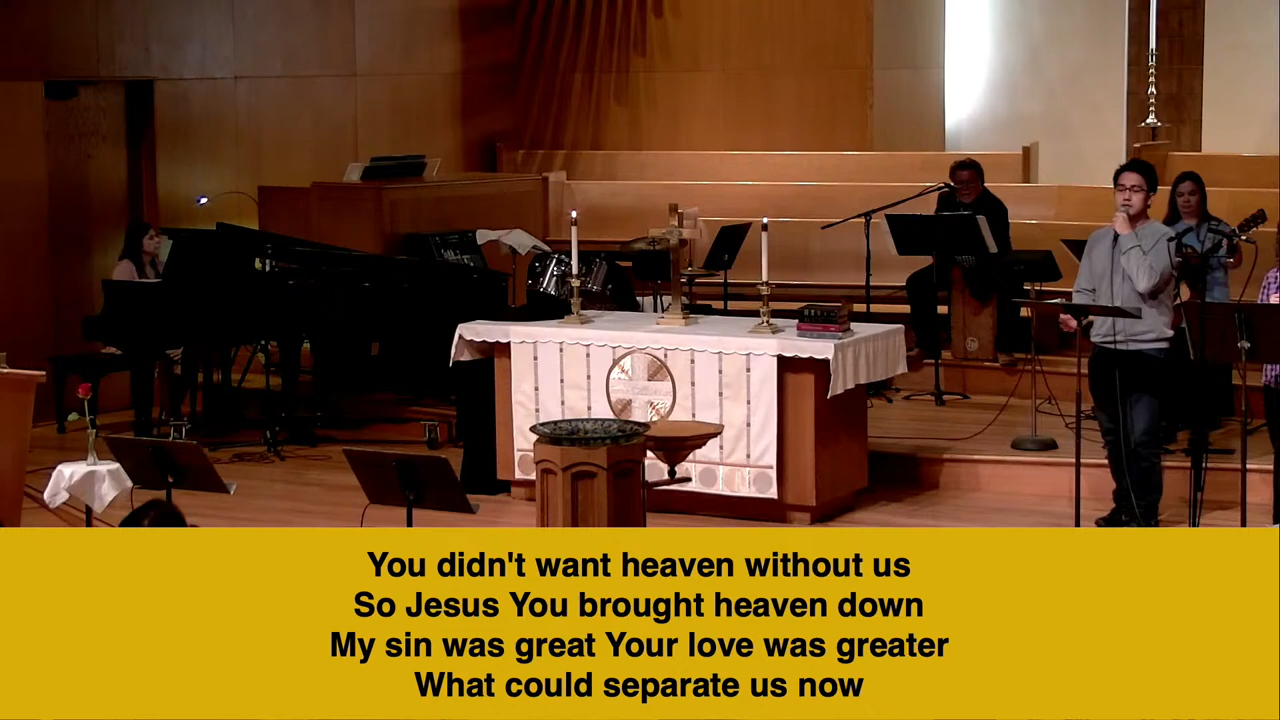 You didn't want heaven without us
So Jesus You brought heaven down
My sin was great Your love was greater
What could separate us now